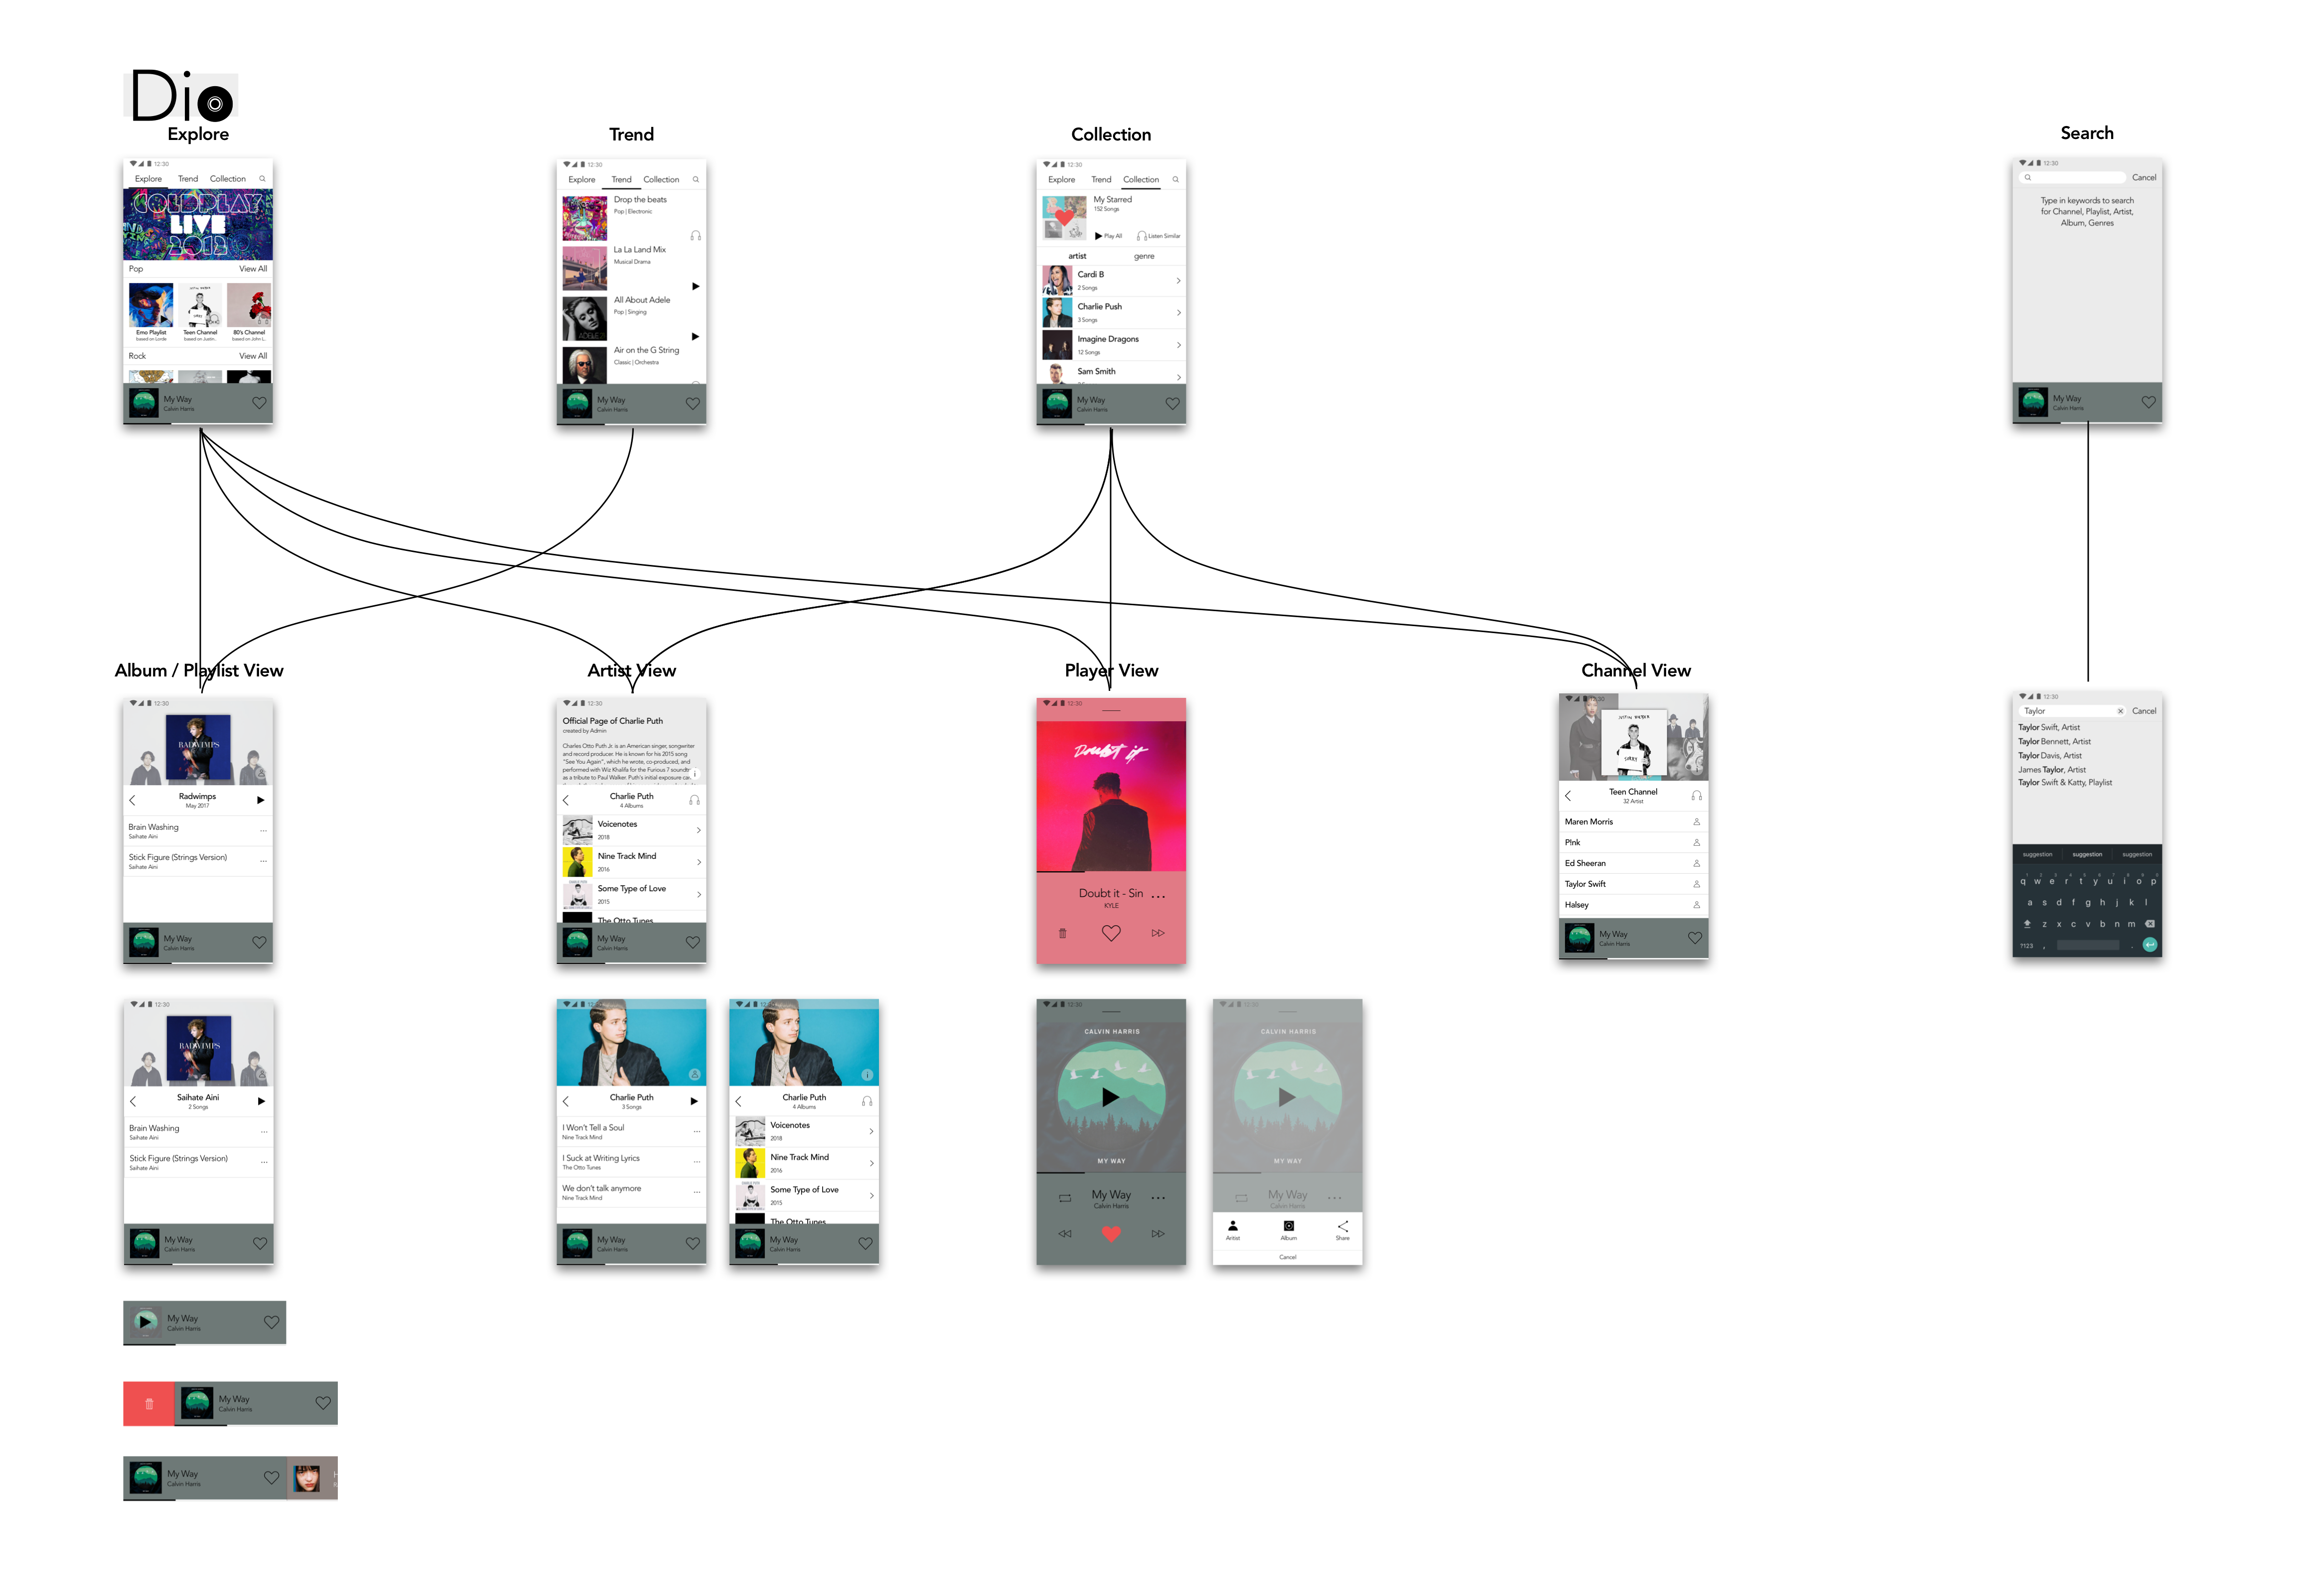 Dio
Explore
Trend
Collection
Search
12:30
Explore Trend Collection
COLDPLAY
LIVE
2012
Pop View All
Emo Playlist
based on Lorde
Teen Channel
based on Justin..
80's Channel
based on John L..
Rock View All
My Way
Calvin Harris
12:30
Explore Trend Collection
Drop the beats
Pop | Electronic
La La Land Mix
Musical Drama
All About Adele
Pop | Singing
Air on the G String
Classic | Orchestra
My Way
Calvin Harris
12:30
Explore Trend Collection
My Starred
152 Songs
Play All Listen Similar
artist genre
Cardi B
2 Songs
Charlie Push
3 Songs
Imagine Dragons
12 Songs
Sam Smith
My Way
Calvin Harris
12:30
Cancel
Type in keywords to search
for Channel, Playlist, Artist,
Album, Genres
My Way
Calvin Harris
Album / Playlist View
Artist View
Player View
Channel View
12:30
RADWIMPS
Radwimps
May 2017
Brain Washing
Saihate Aini
Stick Figure (Strings Version)
Saihate Aini
My Way
Calvin Harris
12:30
Official Page of Charlie Puth
created by Admin
Charles Otto Puth Jr. is an American singer, songwriter
and record producer. He is known for his 2015 song
"See You Again", which he wrote, co-produced, and
performed with Wiz Khalifa for the Furious 7 soundtr
as a tribute to Paul Walker. Puth's initial exposure ca
Charlie Puth
4 Albums
Voicenotes
2018
Nine Track Mind
2016
Some Type of Love
2015
The Otto Tunes
My Way
Calvin Harris
12:30
Doubt it
Doubt it - Sin ...
KYLE
12:30
JUSTIN BIEBER
SORRY
Teen Channel
32 Artist
Maren Morris
P!nk
Ed Sheeran
Taylor Swift
Halsey
My Way
Calvin Harris
12:30
Taylor Cancel
Taylor Swift, Artist
Taylor Bennett, Artist
Taylor Davis, Artist
James Taylor, Artist
Taylor Swift & Katty, Playlist
suggestion suggestion suggestion
1 2 3 4 5 6 7 8 9 0
q w e r t y u i o p
a s d f g h j k l
z x c v b n m
?123 , .
12:30
RADWIMPS
Saihate Aini
2 Songs
Brain Washing
Saihate Aini
Stick Figure (Strings Version)
Saihate Aini
My Way
Calvin Harris
12:30
Charlie Puth
3 Songs
I Won't Tell a Soul
Nine Track Mind
I Suck at Writing Lyrics
The Otto Tunes
We don't talk anymore
Nine Track Mind
My Way
Calvin Harris
12:30
Charlie Puth
4 Albums
Voicenotes
2018
Nine Track Mind
2016
Some Type of Love
2015
The Otto Tunes
My Way
Calvin Harris
12:30
CALVIN HARRIS
MY WAY
My Way ...
Calvin Harris
12:30
CALVIN HARRIS
MY WAY
My Way ...
Calvin Harris
Artist Album Share
Cancel
My Way
Calvin Harris
My Way
Calvin Harris
My Way
Calvin Harris